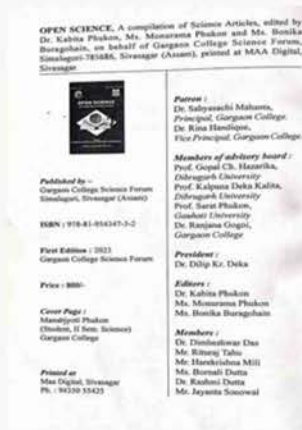 OPEN SCIENCE, A compilation of Science Articles, edited by
Dr. Kabita Phukon, Ms. Monurama Phukon and Ms. Bonika
Buragohain, on behalf of Gargaon College Science Forum,
Simaluguri-785686, Sivasagar (Assam), printed at MAA Digital,
Sivasagar.
OPEN SCIENCE
Published by –
Gargaon College Science Forum
Simaluguri, Sivasagar (Assam)
ISBN : 978-81-954347-3-2
First Edition : 2023
Gargaon College Science Forum
Price : 800/-
Cover Page :
Manobjyoti Phukon
(Student, II Sem. Science)
Gargaon College
Printed at
Maa Digital, Sivasagar
Ph. : 94350 55425
Patron :
Dr. Sabyasachi Mahanta,
Principal, Gargaon College.
Dr. Rina Handique,
Vice Principal, Gargaon College
Members of advisory board :
Prof. Gopal Ch. Hazarika,
Dibrugarh University
Prof. Kalpana Deka Kalita,
Dibrugarh University
Prof. Sarat Phukan,
Gauhati University
Dr. Ranjana Gogoi,
Gargaon College
President :
Dr. Dilip Kr. Deka
Editors :
Dr. Kabita Phukon
Ms. Monurama Phukon
Ms. Bonika Buragohain
Members :
Dr. Dimbeshwar Das
Mr. Rituraj Tahu
Mr. Harekrishna Mili
Ms. Bornali Dutta
Dr. Rashmi Dutta
Mr. Jayanta Sonowal